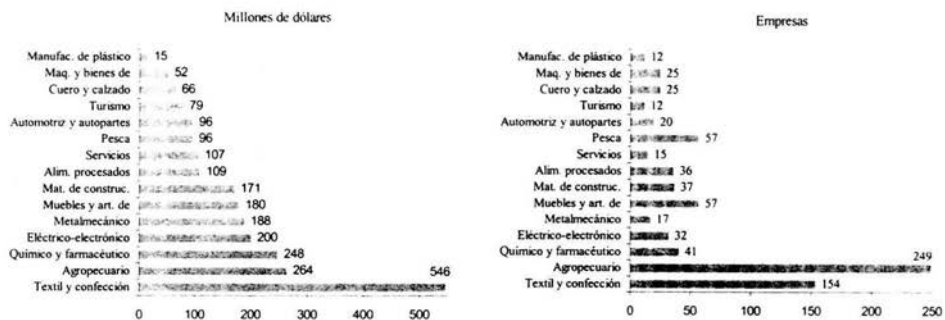 Millones de dólares
Manufac. de plástico 15
Maq. y bienes de 52
Cuero y calzado 66
Turismo 79
Automotriz y autopartes 96
Pesca 96
Servicios 107
Alim. procesados 109
Mat. de construc. 171
Muebles y art. de 180
Metalmecánico 188
Eléctrico-electrónico 200
Químico y farmacéutico 248
Agropecuario 264
Textil y confección 546
0 100 200 300 400 500
Empresas
Manufac. de plástico 12
Maq. y bienes de 25
Cuero y calzado 25
Turismo 12
Automotriz y autopartes 20
Pesca 57
Servicios 15
Alim. procesados 36
Mat. de construc. 37
Muebles y art. de 57
Metalmecánico 17
Eléctrico-electrónico 32
Químico y farmacéutico 41
Agropecuario 249
Textil y confección 154
0 50 100 150 200 250